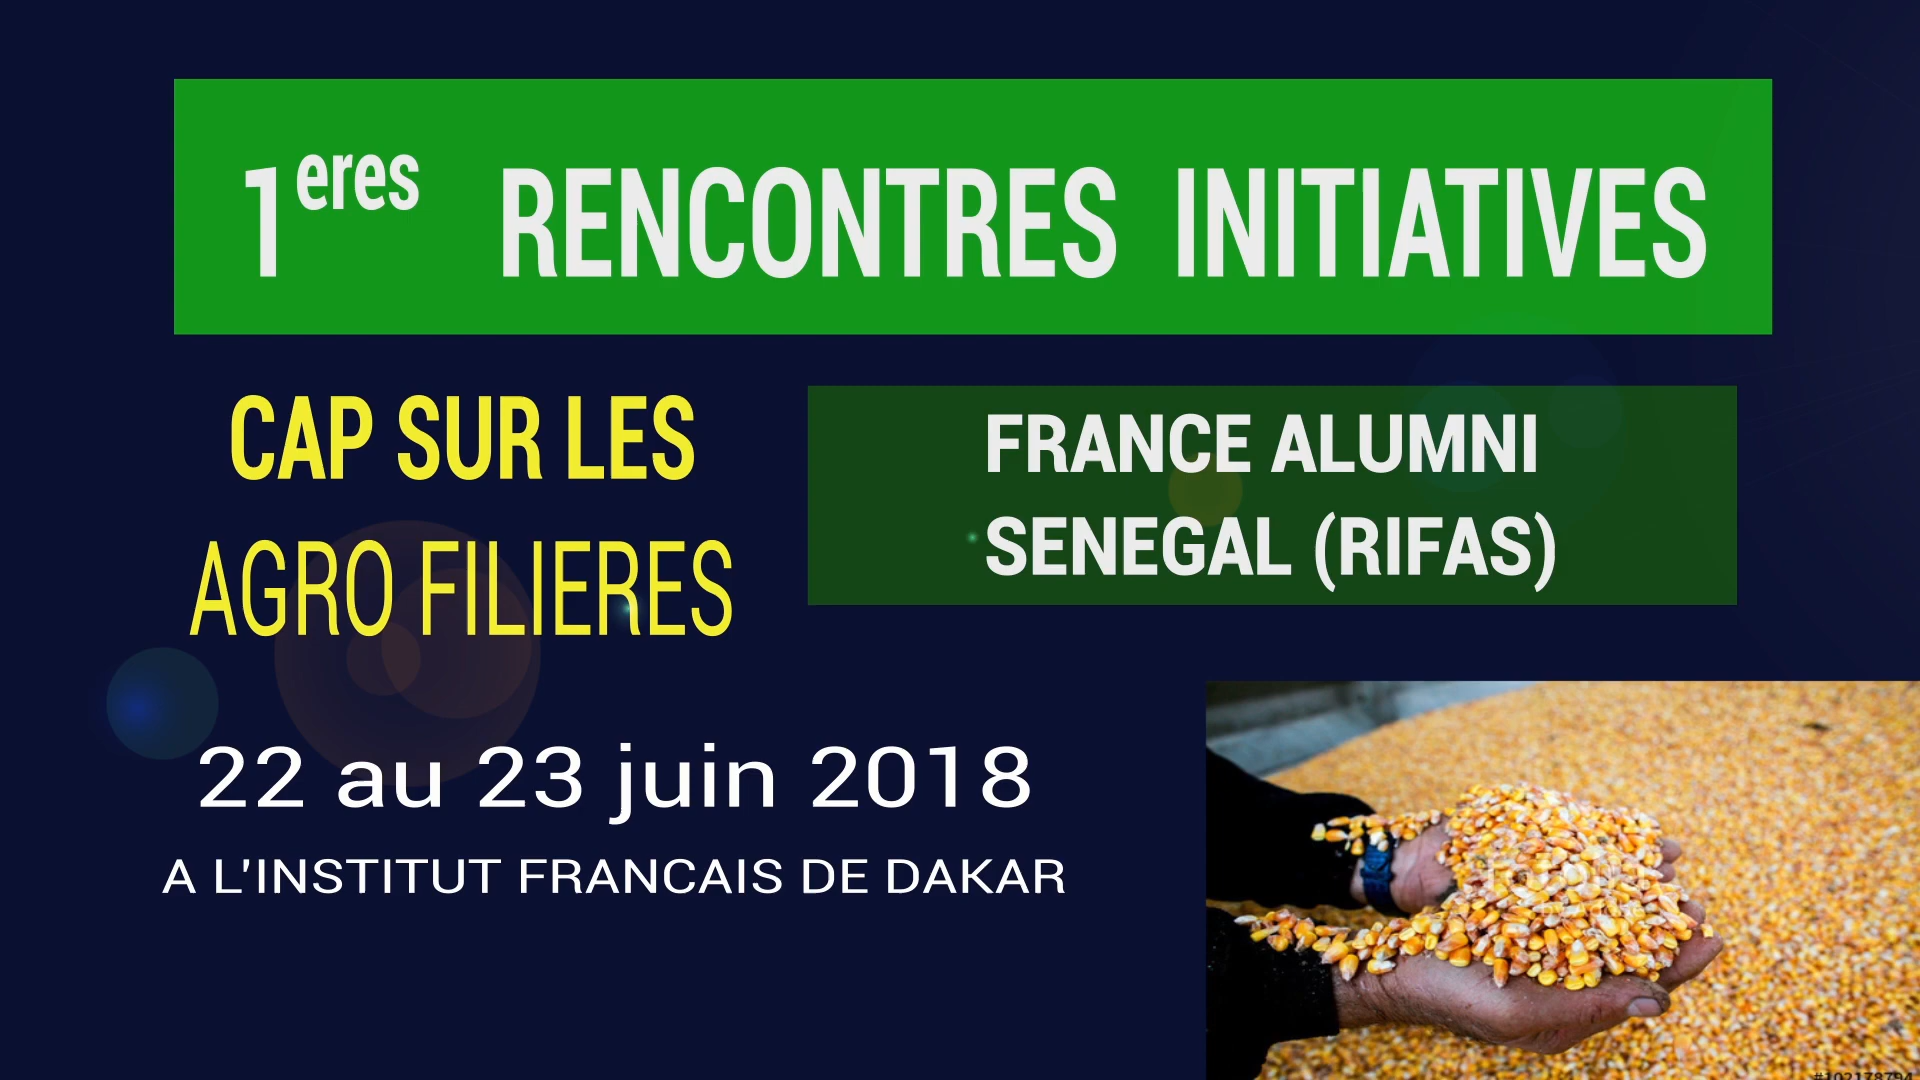 1eres RENCONTRES INITIATIVES
CAP SUR LES
AGRO FILIERES
FRANCE ALUMNI
SENEGAL (RIFAS)
22 au 23 juin 2018
A L'INSTITUT FRANCAIS DE DAKAR
#102178794